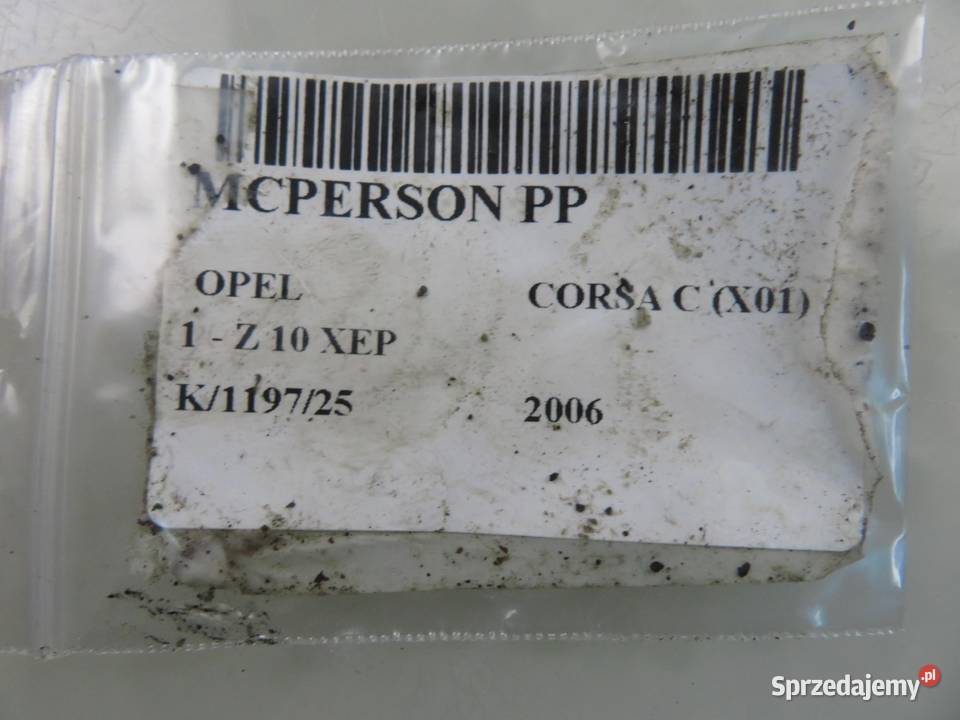 MCPERSON PP
OPEL CORSA C (X01)
1 - Z 10 XEP
K/1197/25 2006
Sprzedajemy.pl